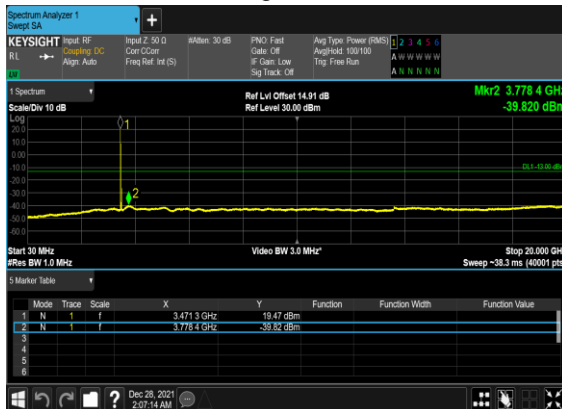 Spectrum Analyzer 1
Swept SA
KEYSIGHT Input: RF Input Z: 50 Ω #Atten: 30 dB PNO: Fast Avg Type: Power (RMS) 1 2 3 4 5 6
RL Coupling: DC Corr CCorr Gate: Off Avg|Hold: 100/100 A W W W W W
Align: Auto Freq Ref: Int (S) IF Gain: Low Trig: Free Run
Sig Track: Off A N N N N N
1 Spectrum Ref Lvl Offset 14.91 dB Mkr2 3.778 4 GHz
Scale/Div 10 dB Ref Level 30.00 dBm -39.820 dBm
Log
20.0
10.0
0.00
-10.0
-20.0
-30.0
-40.0
-50.0
-60.0
1
2
DL1 -13.00 dBm
Start 30 MHz Video BW 3.0 MHz* Stop 20.000 GHz
#Res BW 1.0 MHz Sweep ~38.3 ms (40001 pts)
5 Marker Table
Mode Trace Scale X Y Function Function Width Function Value
1 N 1 f 3.471 3 GHz 19.47 dBm
2 N 1 f 3.778 4 GHz -39.82 dBm
3
4
5
6
? Dec 28, 2021
2:07:14 AM